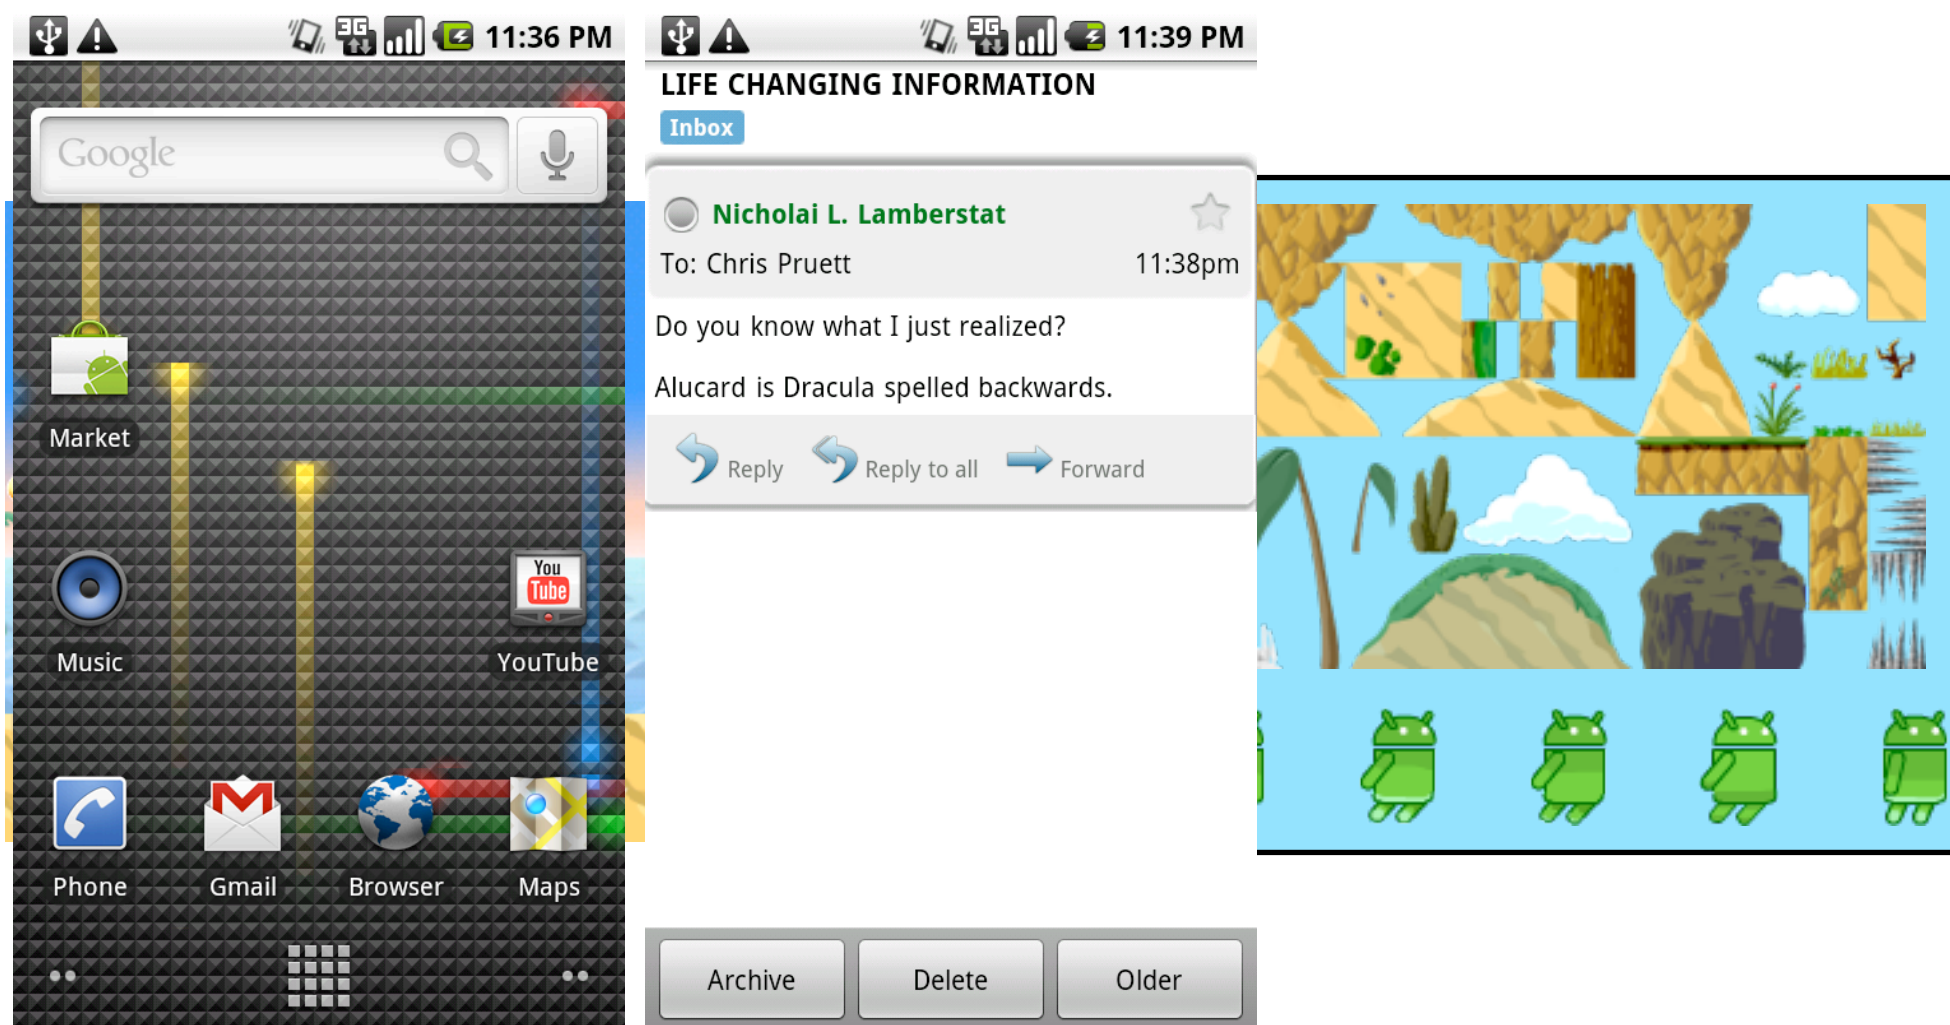 3G 11:36 PM
Google
Market
You
Tube
Music
YouTube
Phone
Gmail
Browser
Maps
3G 11:39 PM
LIFE CHANGING INFORMATION
Inbox
Nicholai L. Lamberstat
To: Chris Pruett 11:38pm
Do you know what I just realized?
Alucard is Dracula spelled backwards.
Reply
Reply to all
Forward
Archive
Delete
Older